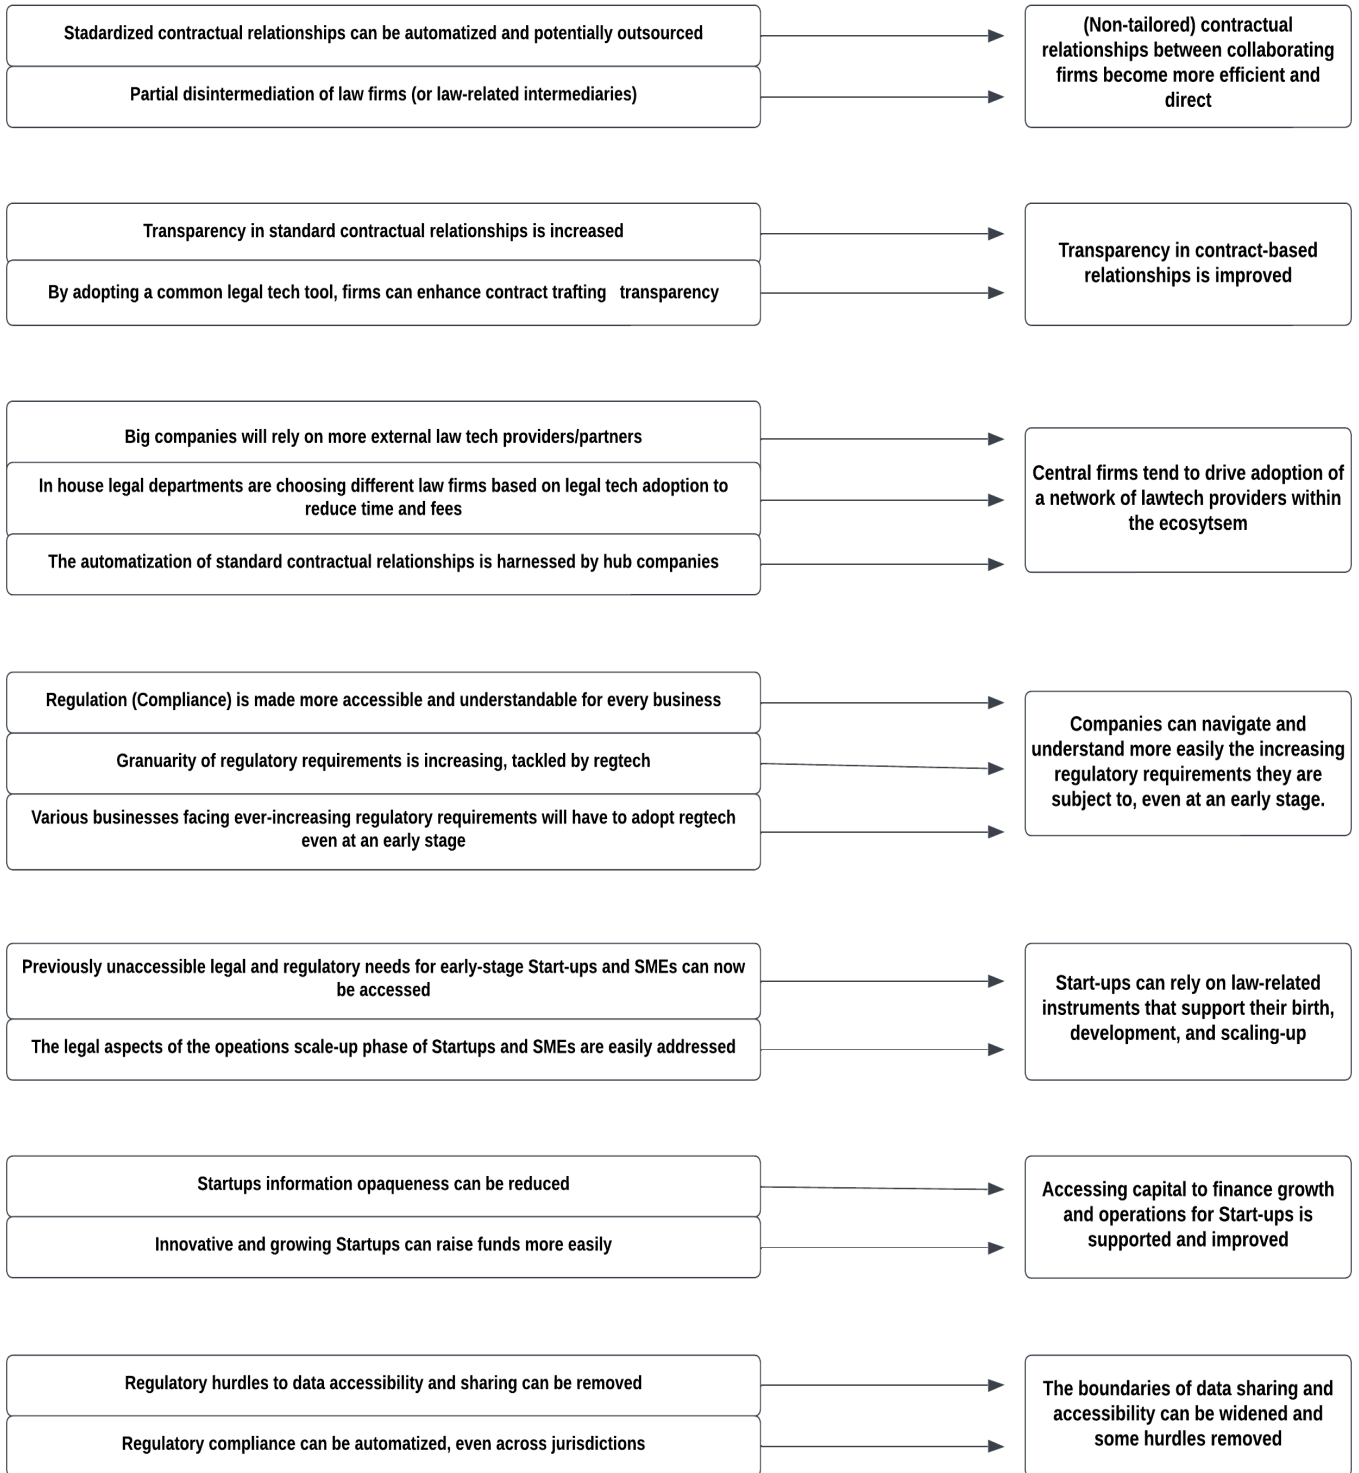 Stadardized contractual relationships can be automatized and potentially outsourced
Partial disintermediation of law firms (or law-related intermediaries)
(Non-tailored) contractual
relationships between collaborating
firms become more efficient and
direct
Transparency in standard contractual relationships is increased
By adopting a common legal tech tool, firms can enhance contract trafting transparency
Transparency in contract-based
relationships is improved
Big companies will rely on more external law tech providers/partners
In house legal departments are choosing different law firms based on legal tech adoption to
reduce time and fees
The automatization of standard contractual relationships is harnessed by hub companies
Central firms tend to drive adoption of
a network of lawtech providers within
the ecosytsem
Regulation (Compliance) is made more accessible and understandable for every business
Granuarity of regulatory requirements is increasing, tackled by regtech
Various businesses facing ever-increasing regulatory requirements will have to adopt regtech
even at an early stage
Companies can navigate and
understand more easily the increasing
regulatory requirements they are
subject to, even at an early stage.
Previously unaccessible legal and regulatory needs for early-stage Start-ups and SMEs can now
be accessed
The legal aspects of the opeations scale-up phase of Startups and SMEs are easily addressed
Start-ups can rely on law-related
instruments that support their birth,
development, and scaling-up
Startups information opaqueness can be reduced
Innovative and growing Startups can raise funds more easily
Accessing capital to finance growth
and operations for Start-ups is
supported and improved
Regulatory hurdles to data accessibility and sharing can be removed
Regulatory compliance can be automatized, even across jurisdictions
The boundaries of data sharing and
accessibility can be widened and
some hurdles removed